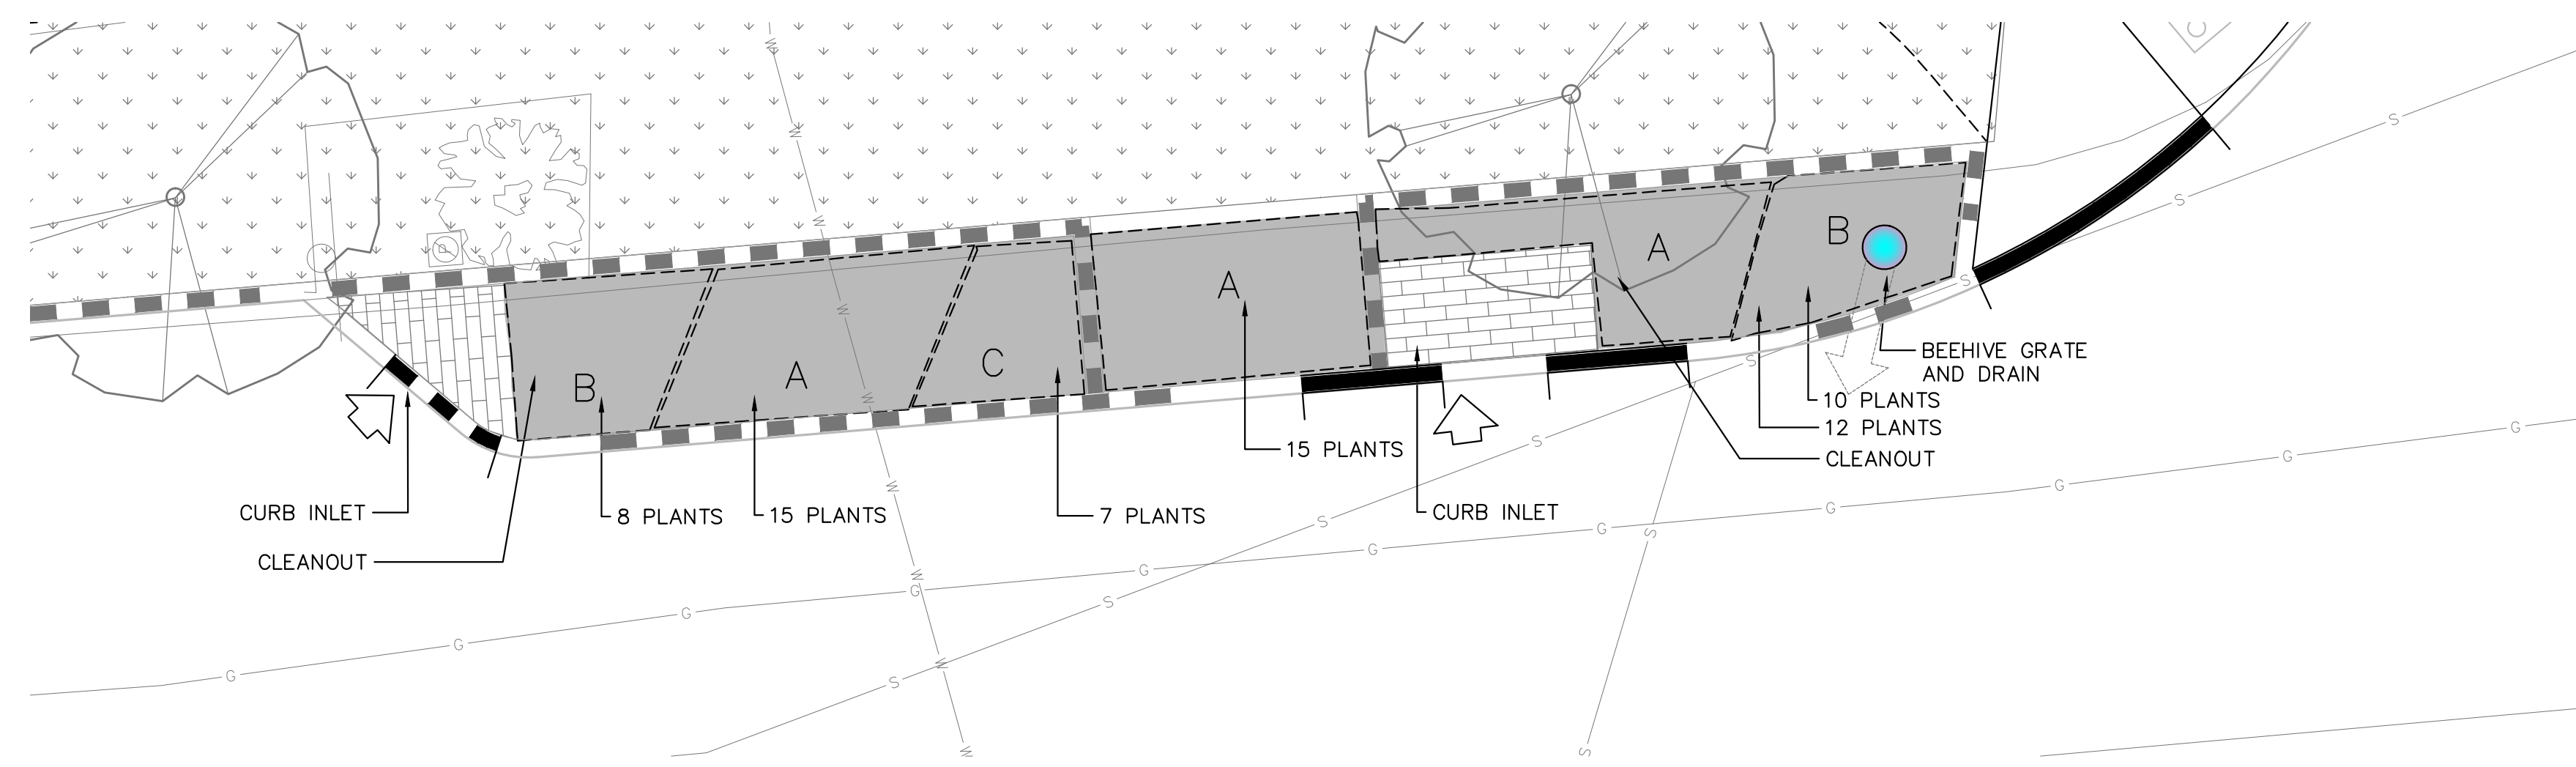 C
B
A
C
A
A
B
BEEHIVE GRATE
AND DRAIN
10 PLANTS
12 PLANTS
CLEANOUT
15 PLANTS
CURB INLET
7 PLANTS
15 PLANTS
8 PLANTS
CURB INLET
CLEANOUT
W
W
W
W
W
W
W
W
W
S
S
S
S
S
S
S
S
S
S
G
G
G
G
G
G
G
G
G
G
G